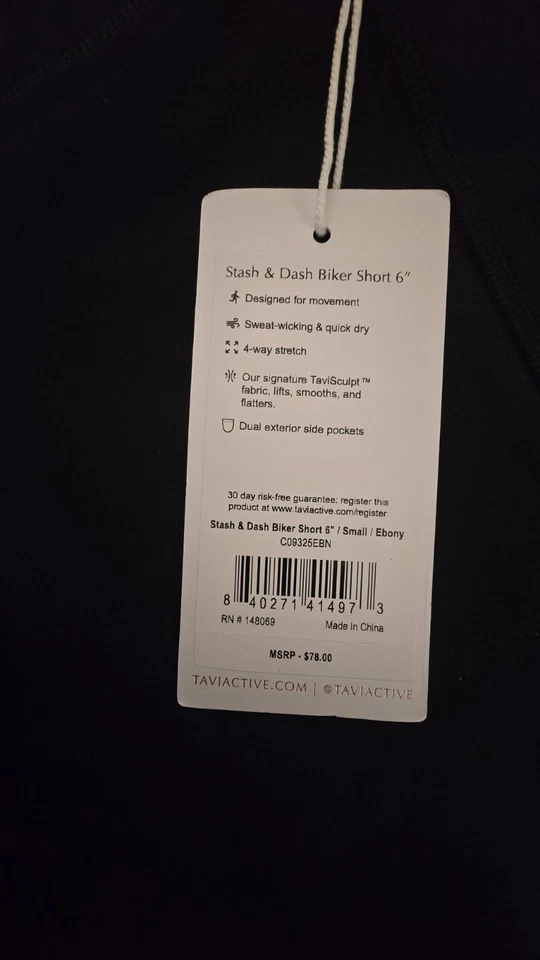 Stash & Dash Biker Short 6"
Designed for movement
Sweat-wicking & quick dry
4-way stretch
Our signature TaviSculpt™
fabric, lifts, smooths, and
flatters.
Dual exterior side pockets
30 day risk-free guarantee: register this
product at www.taviactive.com/register
Stash & Dash Biker Short 6" / Small / Ebony
C09325EBN
8 40271 41497 3
RN # 148069 Made in China
MSRP - $78.00
TAVIACTIVE.COM | @TAVIACTIVE